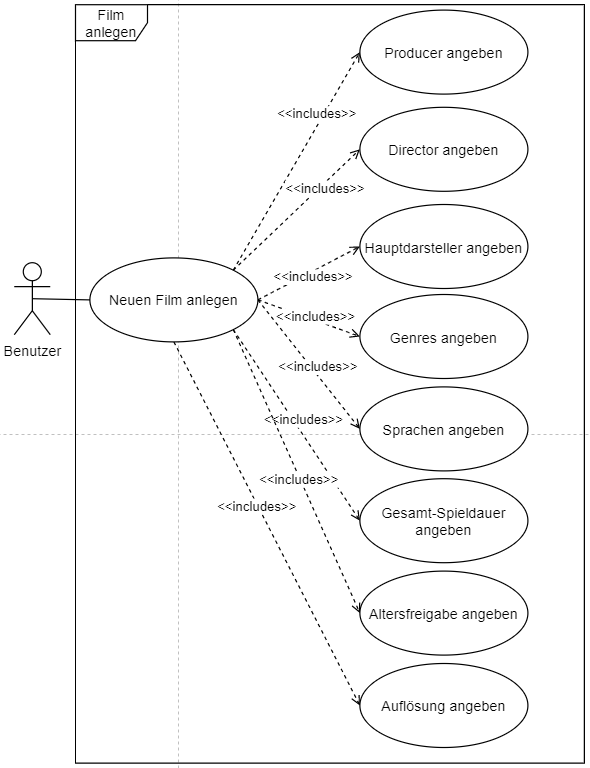 Film
anlegen
Producer angeben
<<includes>>
Director angeben
<<includes>>
Hauptdarsteller angeben
<<includes>>
Neuen Film anlegen
<<includes>>
Genres angeben
Benutzer
<<includes>>
Sprachen angeben
<<includes>>
<<includes>>
Gesamt-Spieldauer
angeben
<<includes>>
Altersfreigabe angeben
Auflösung angeben